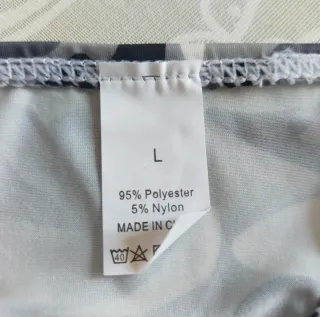 L
95% Polyester
5% Nylon
MADE IN
40